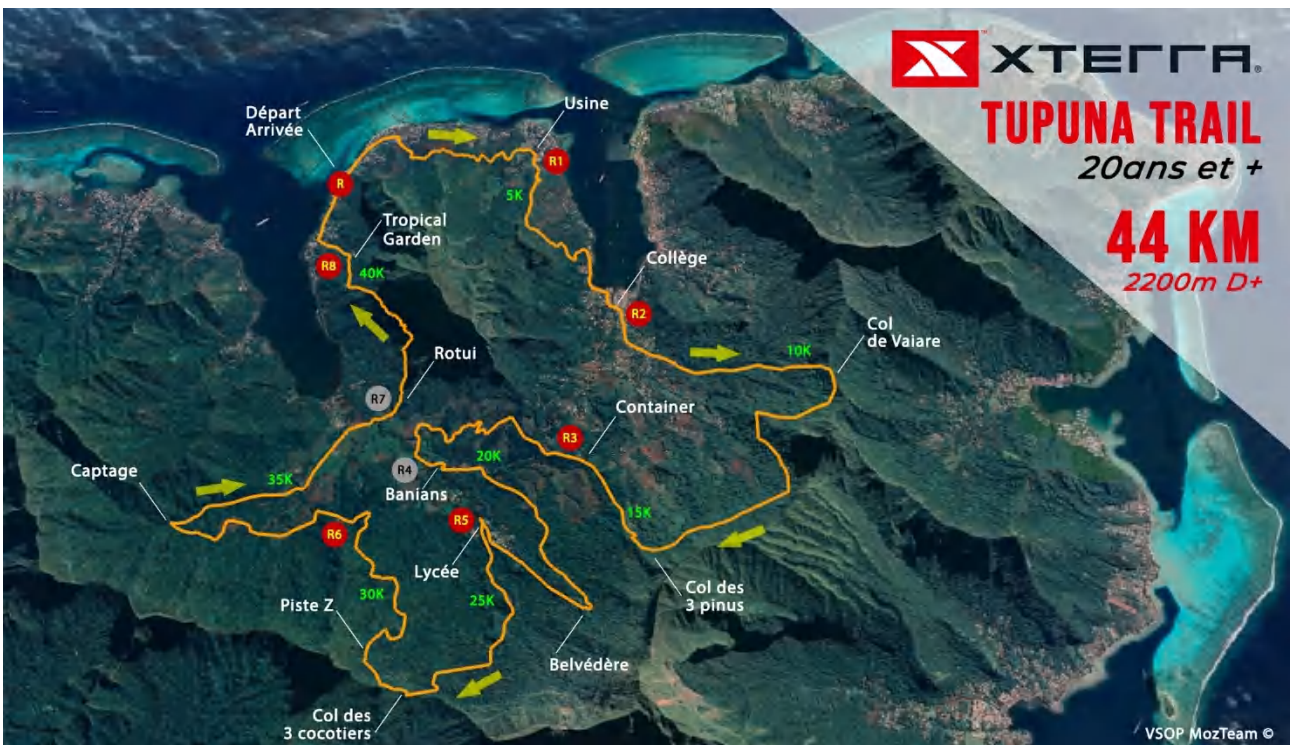 XTERRA
TUPUNA TRAIL
20ans et +
44 KM
2200m D+
Départ
Arrivée
R
Usine
R1
5K
Collège
R2
10K
Col
de Vaiare
Col des
3 pinus
15K
Container
R3
20K
R4
Banians
Belvédère
Lycée
R5
25K
Col des
3 cocotiers
Piste Z
30K
R6
Captage
35K
R7
Rotui
40K
R8
Tropical
Garden
VSOP MozTeam ©